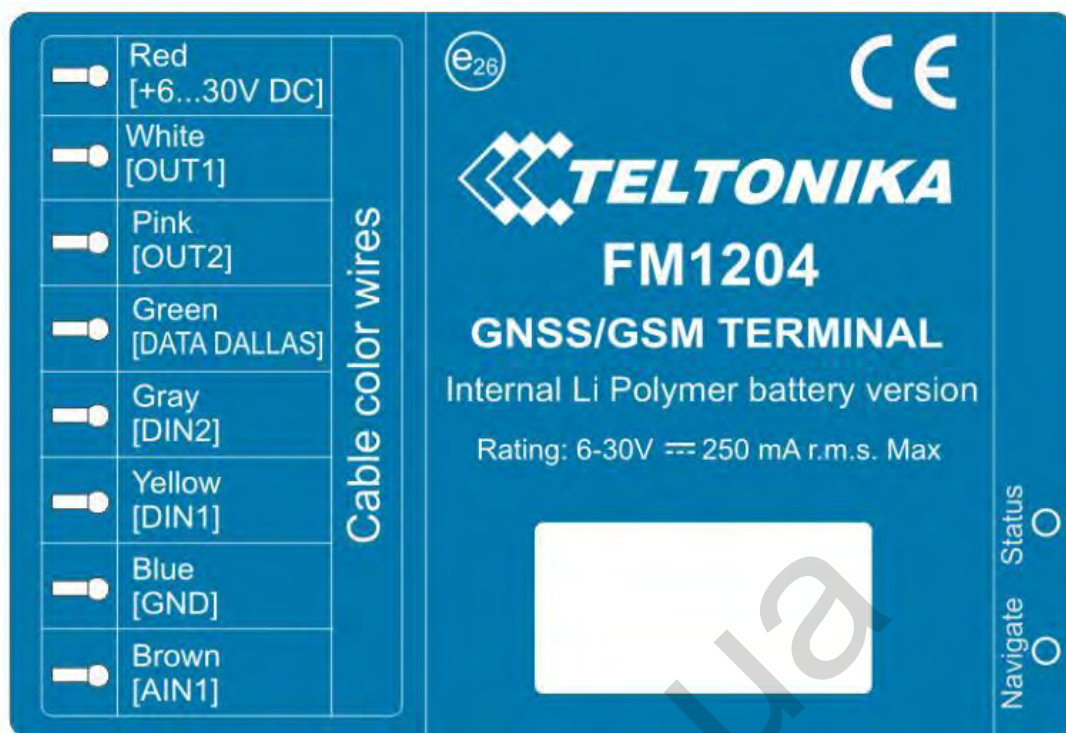 Red
[+6...30V DC]
White
[OUT1]
Pink
[OUT2]
Green
[DATA DALLAS]
Gray
[DIN2]
Yellow
[DIN1]
Blue
[GND]
Brown
[AIN1]
Cable color wires
e26
CE
TELTONIKA
FM1204
GNSS/GSM TERMINAL
Internal Li Polymer battery version
Rating: 6-30V ⎓ 250 mA r.m.s. Max
Status
Navigate
ua